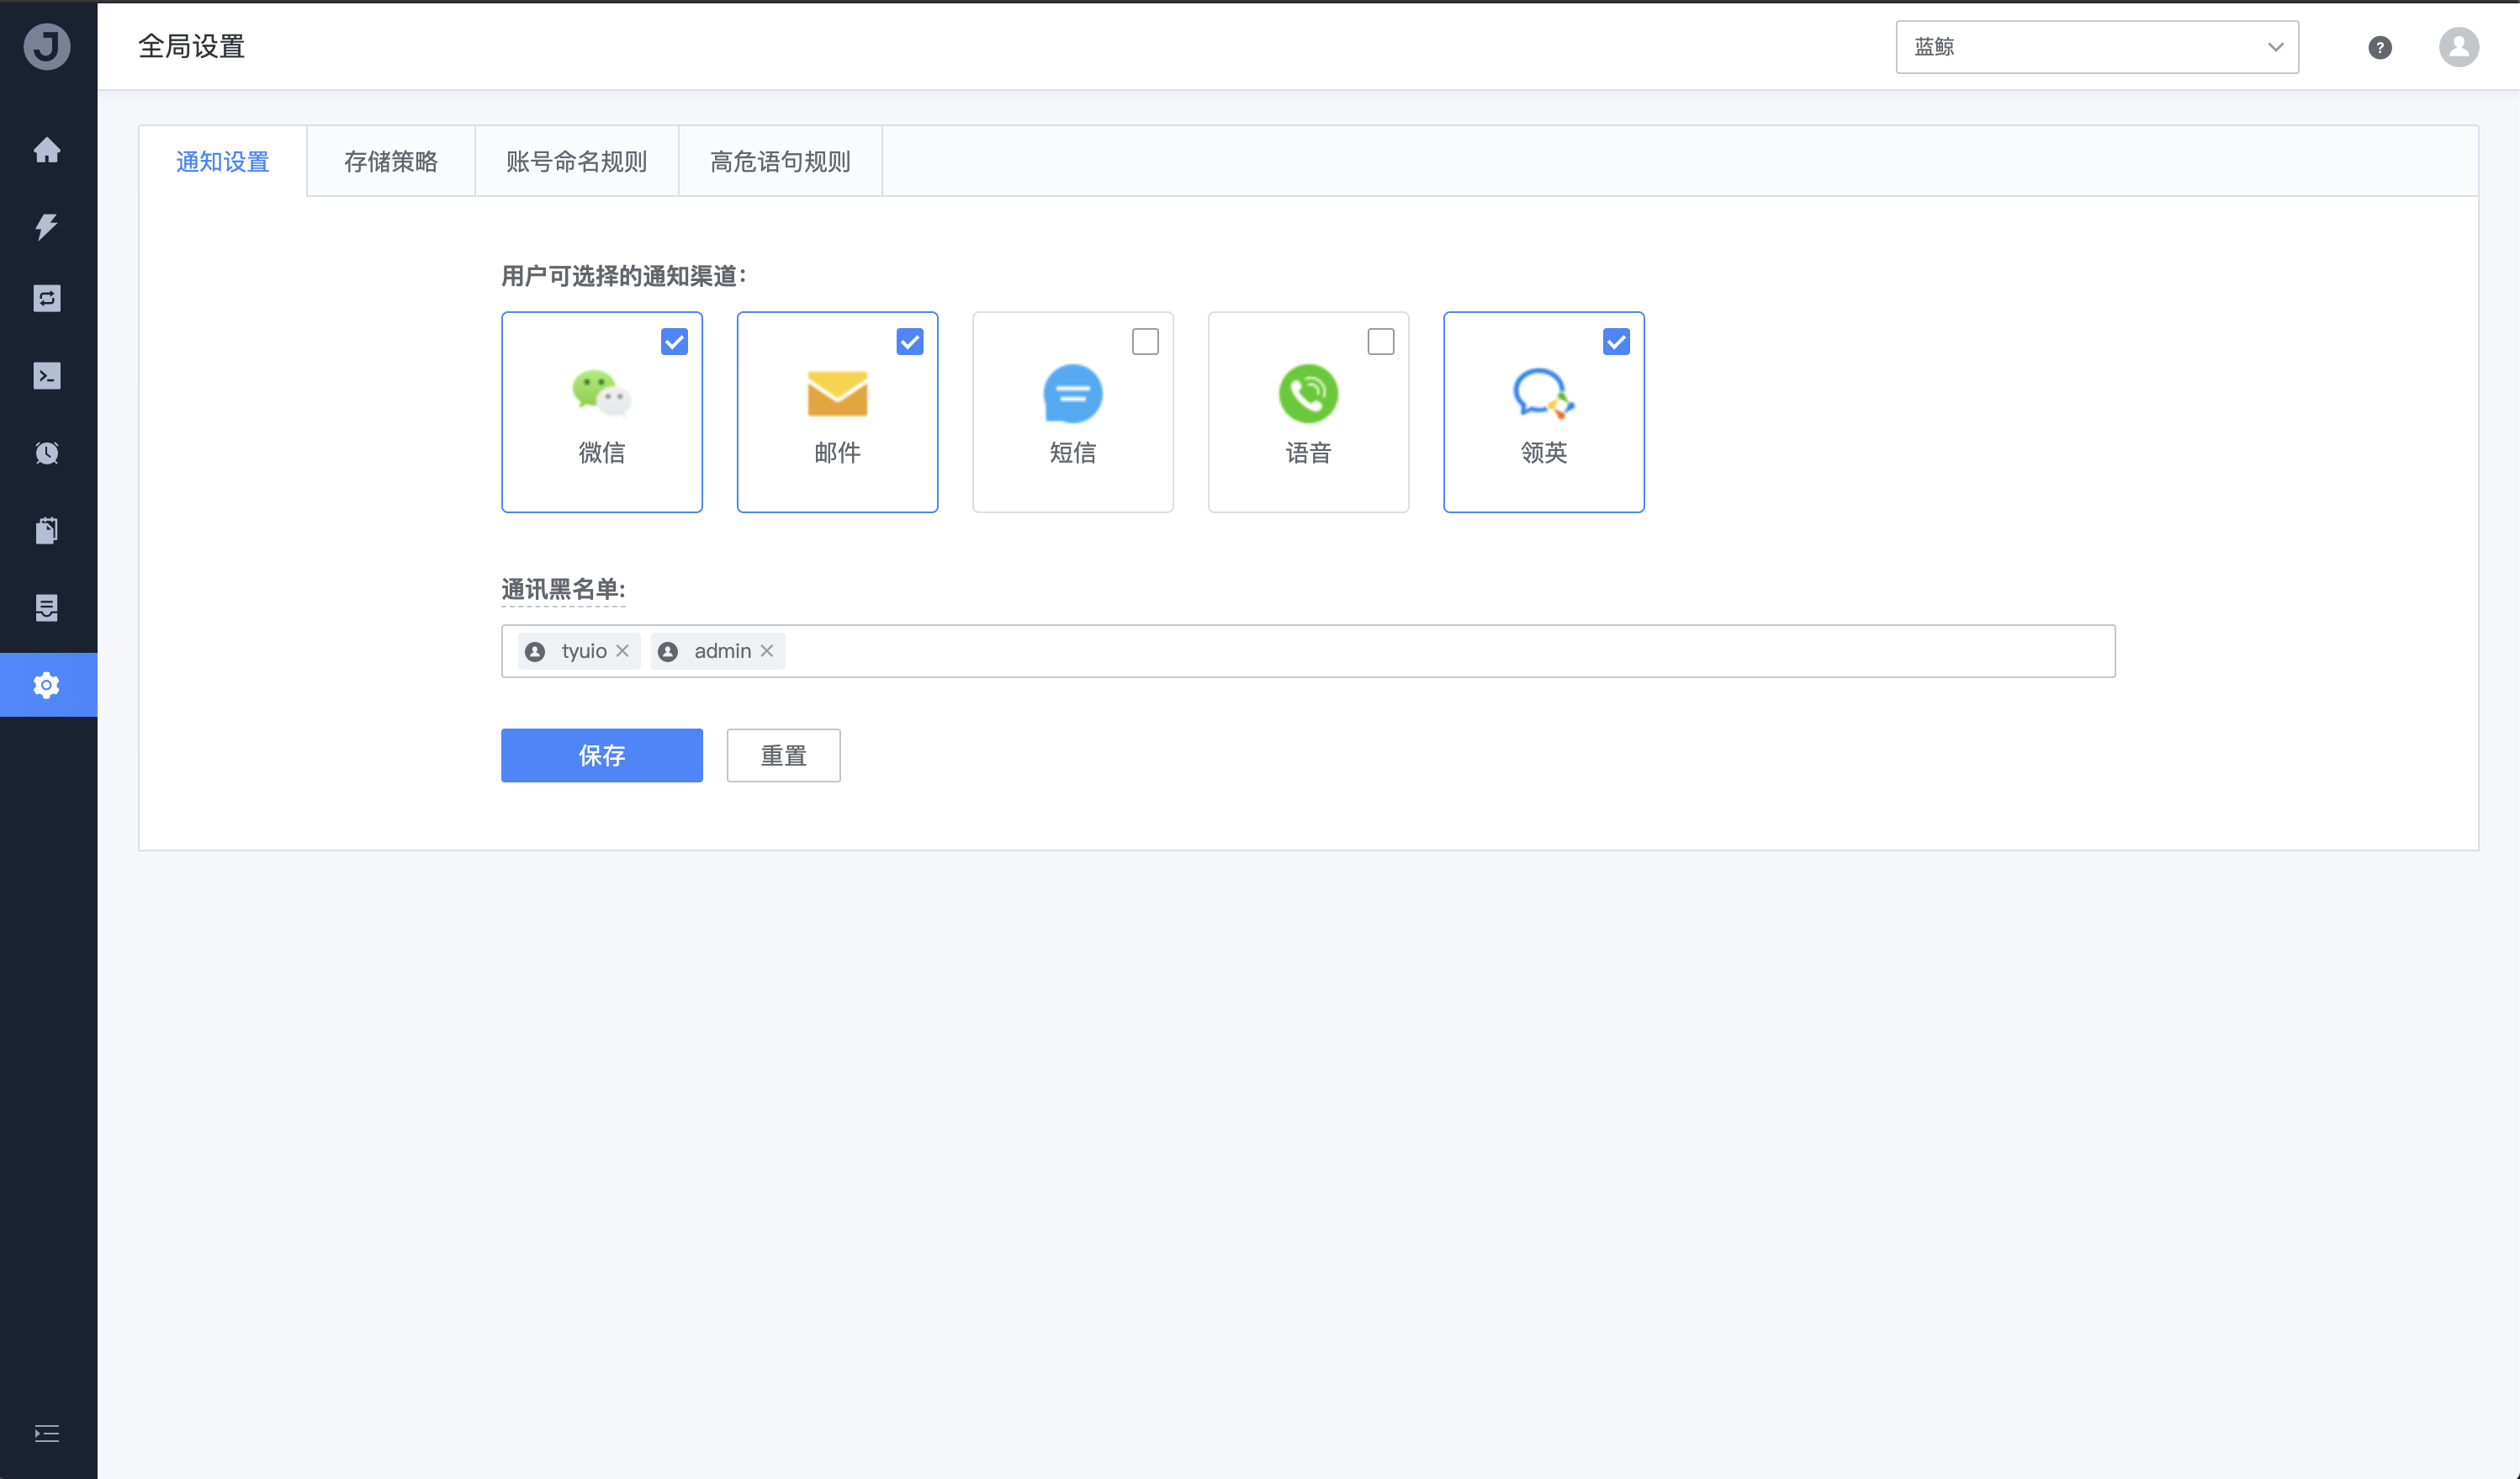 J
全局设置
蓝鲸
?
通知设置
存储策略
账号命名规则
高危语句规则
用户可选择的通知渠道：
微信
邮件
短信
语音
领英
通讯黑名单:
tyuio
admin
保存
重置